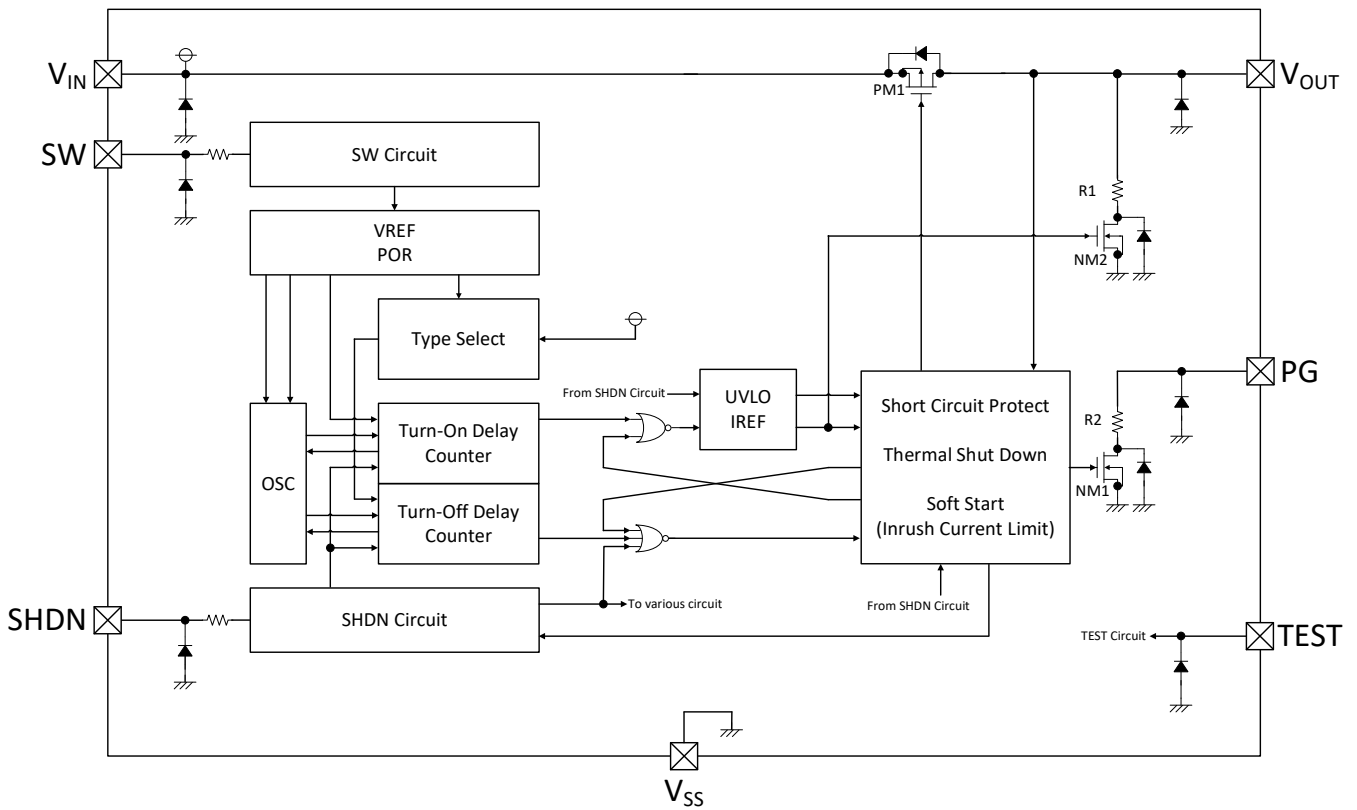 VIN
PM1
VOUT
SW
SW Circuit
R1
VREF
POR
NM2
Type Select
From SHDN Circuit
UVLO
IREF
PG
Short Circuit Protect
Turn-On Delay
Counter
R2
Thermal Shut Down
OSC
NM1
Turn-Off Delay
Counter
Soft Start
(Inrush Current Limit)
SHDN
SHDN Circuit
To various circuit
From SHDN Circuit
TEST Circuit
TEST
VSS